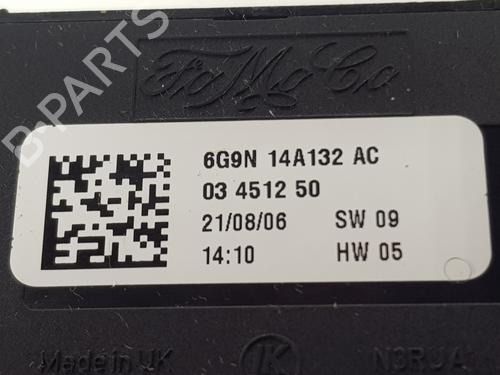 B-PARTS
FoMoCo
6G9N 14A132 AC
03 4512 50
21/08/06 SW 09
14:10 HW 05
Made in UK